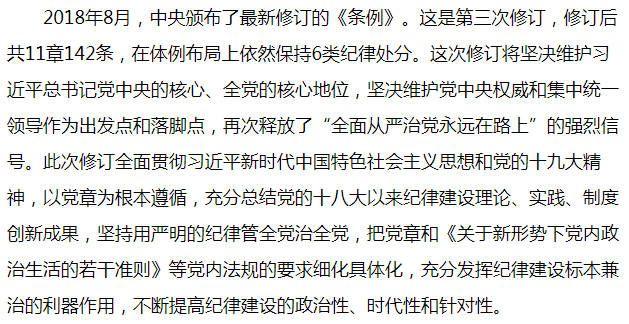 2018年8月，中央颁布了最新修订的《条例》。这是第三次修订，修订后
共11章142条，在体例布局上依然保持6类纪律处分。这次修订将坚决维护习
近平总书记党中央的核心、全党的核心地位，坚决维护党中央权威和集中统一
领导作为出发点和落脚点，再次释放了“全面从严治党永远在路上”的强烈信
号。此次修订全面贯彻习近平新时代中国特色社会主义思想和党的十九大精
神，以党章为根本遵循，充分总结党的十八大以来纪律建设理论、实践、制度
创新成果，坚持用严明的纪律管全党治全党，把党章和《关于新形势下党内政
治生活的若干准则》等党内法规的要求细化具体化，充分发挥纪律建设标本兼
治的利器作用，不断提高纪律建设的政治性、时代性和针对性。